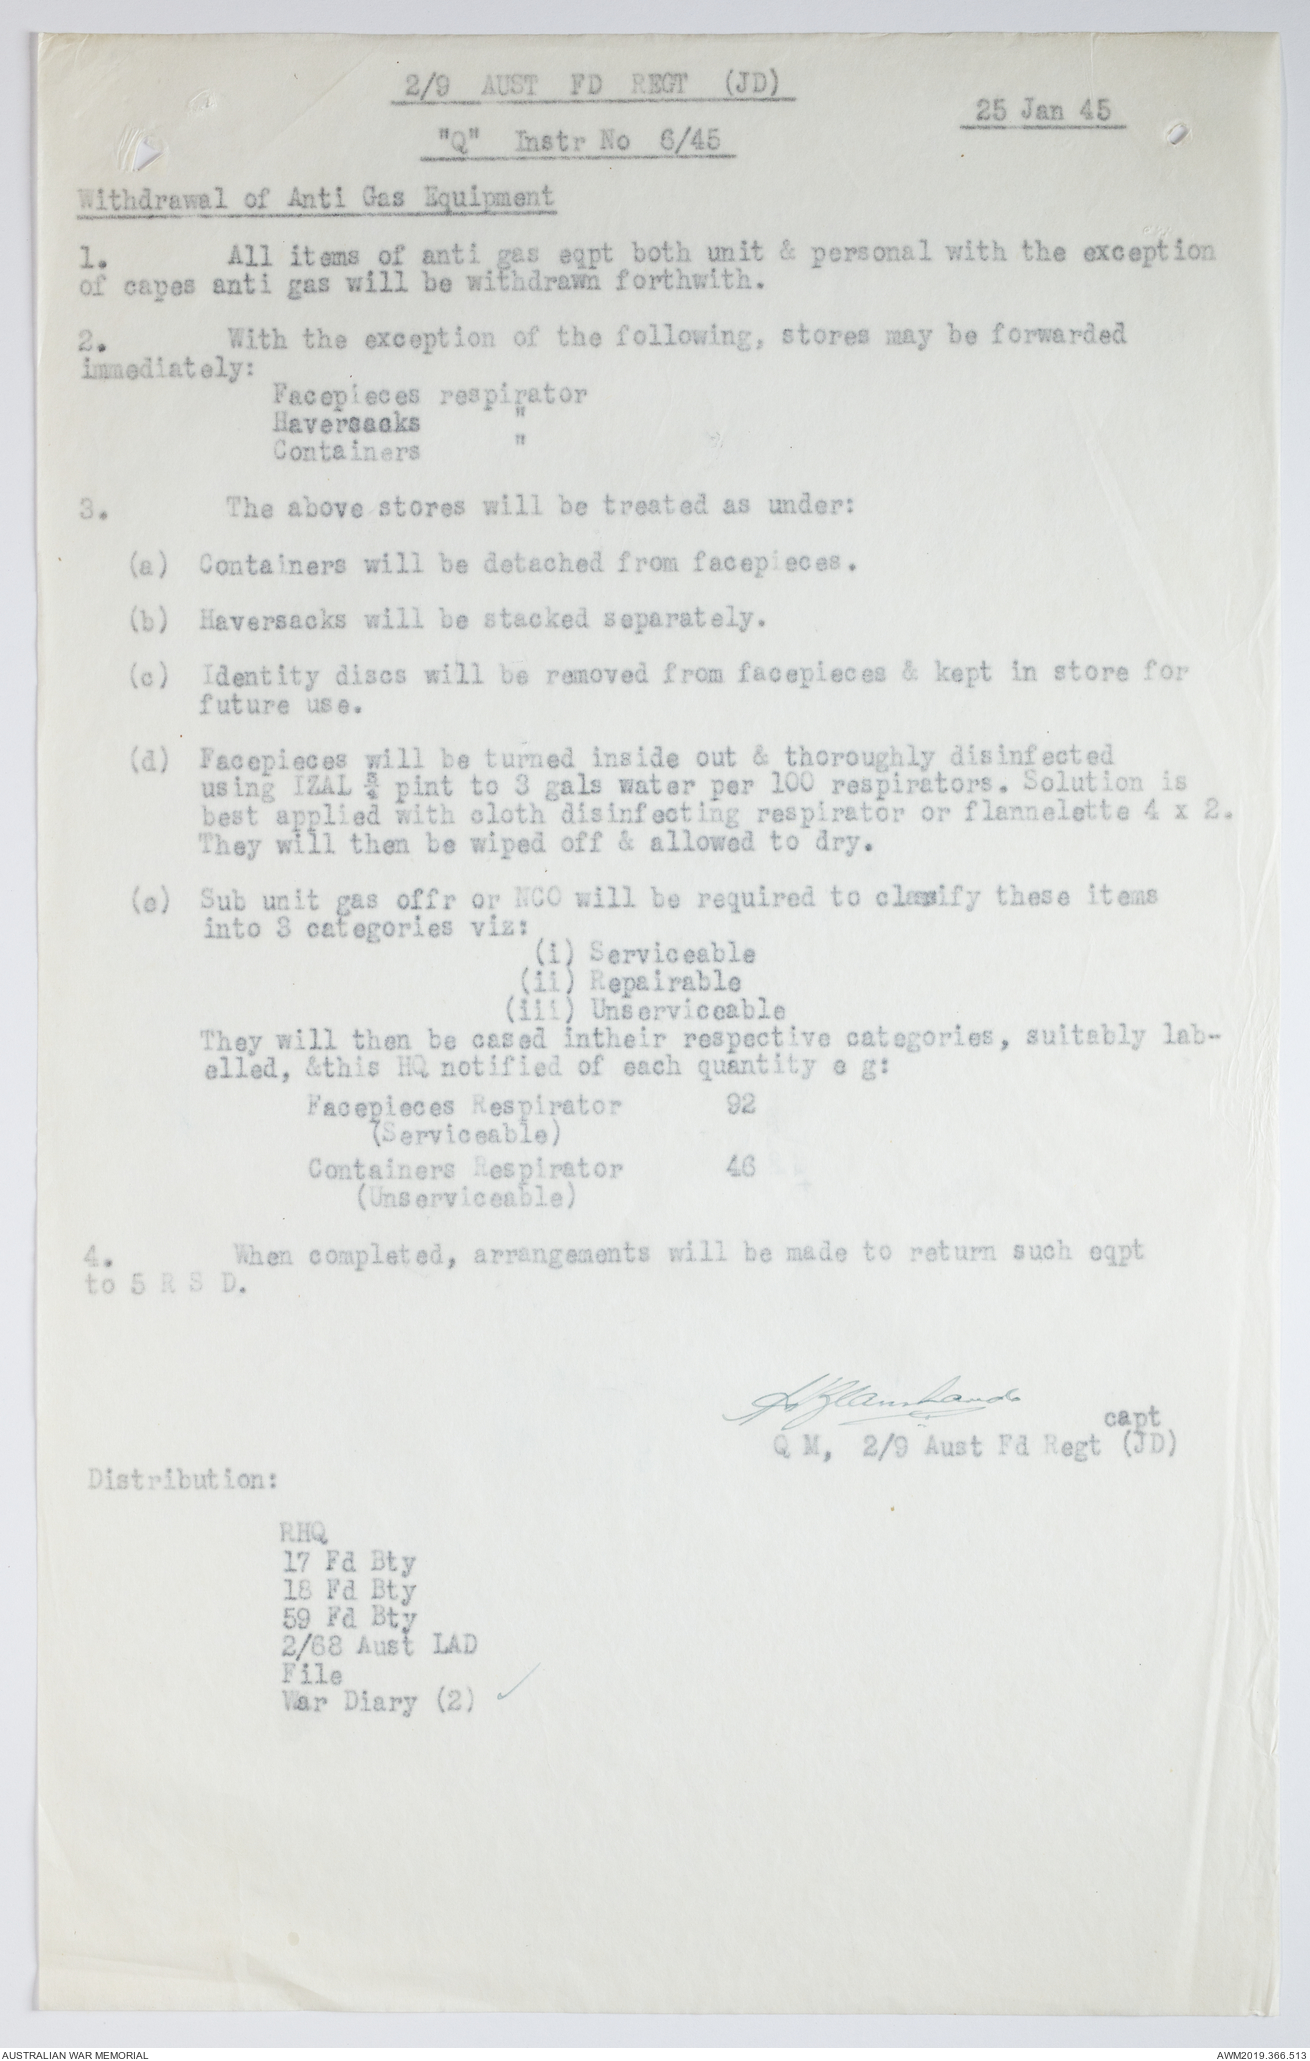 2/9 AUST FD REGT (JD)
25 Jan 45
"Q" Instr No 6/45
Withdrawal of Anti Gas Equipment
1. All items of anti gas eqpt both unit & personal with the exception
of capes anti gas will be withdrawn forthwith.
2. With the exception of the following, stores may be forwarded
immediately:
Facepieces respirator
Haversacks "
Containers "
3. The above stores will be treated as under:
(a) Containers will be detached from facepieces.
(b) Haversacks will be stacked separately.
(c) Identity discs will be removed from facepieces & kept in store for
future use.
(d) Facepieces will be turned inside out & thoroughly disinfected
using IZAL ¾ pint to 3 gals water per 100 respirators. Solution is
best applied with cloth disinfecting respirator or flannelette 4 x 2.
They will then be wiped off & allowed to dry.
(e) Sub unit gas offr or NCO will be required to classify these items
into 3 categories viz:
(i) Serviceable
(ii) Repairable
(iii) Unserviceable
They will then be cased intheir respective categories, suitably lab-
elled, &this HQ notified of each quantity e g:
Facepieces Respirator 92
(Serviceable)
Containers Respirator 46
(Unserviceable)
4. When completed, arrangements will be made to return such eqpt
to 5 R S D.
capt
Q M, 2/9 Aust Fd Regt (JD)
Distribution:
RHQ
17 Fd Bty
18 Fd Bty
59 Fd Bty
2/68 Aust LAD
File
War Diary (2)
AUSTRALIAN WAR MEMORIAL
AWM2019.366.513